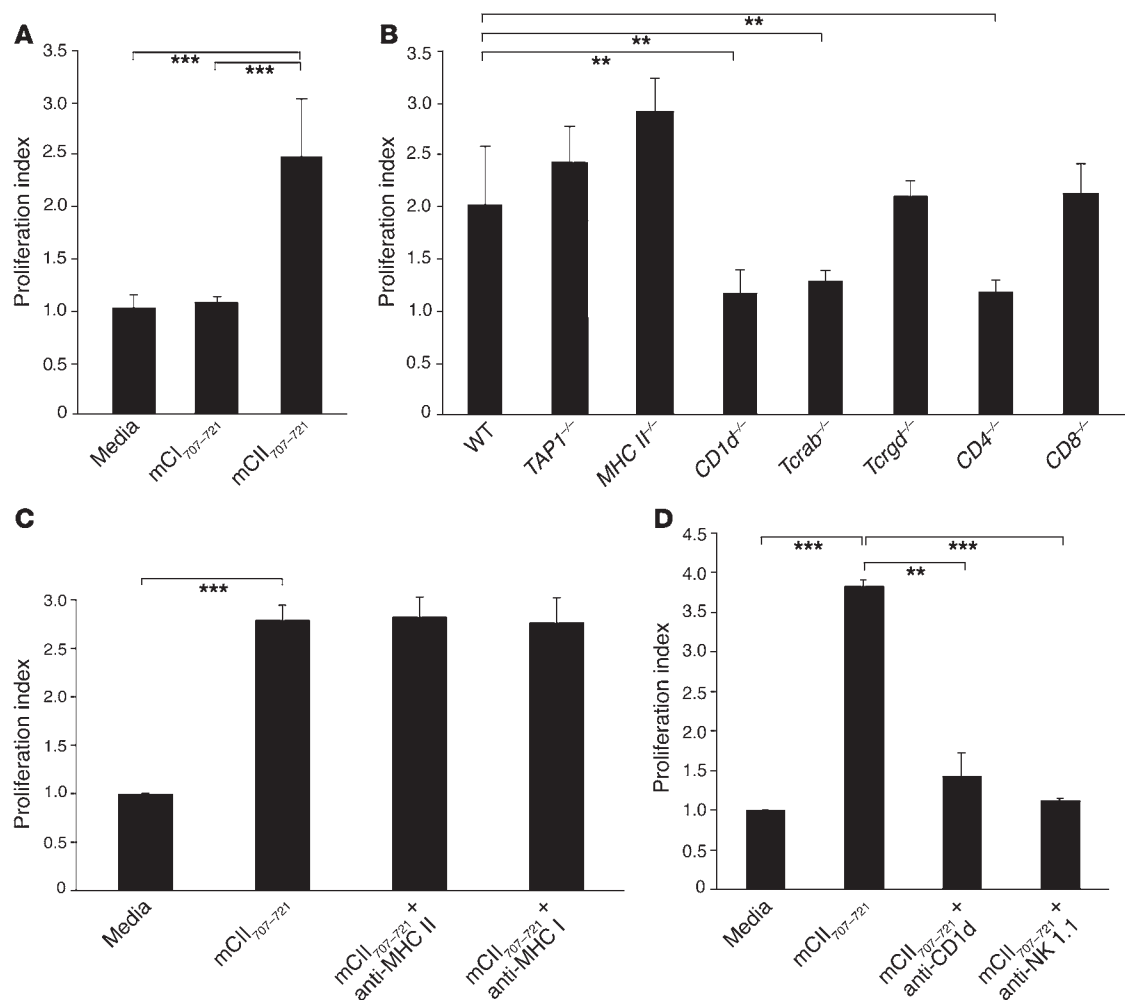 A
Proliferation index
3.5
3.0
2.5
2.0
1.5
1.0
0.5
0
***
***
Media
mCI707–721
mCII707–721
B
Proliferation index
3.5
3.0
2.5
2.0
1.5
1.0
0.5
0
**
**
**
WT
TAP1–/–
MHC II–/–
CD1d–/–
Tcrab–/–
Tcrgd–/–
CD4–/–
CD8–/–
C
Proliferation index
3.0
2.5
2.0
1.5
1.0
0.5
0
***
Media
mCII707–721
mCII707–721 +
anti-MHC II
mCII707–721 +
anti-MHC I
D
Proliferation index
4.5
4.0
3.5
3.0
2.5
2.0
1.5
1.0
0.5
0
***
***
**
Media
mCII707–721
mCII707–721 +
anti-CD1d
mCII707–721 +
anti-NK 1.1